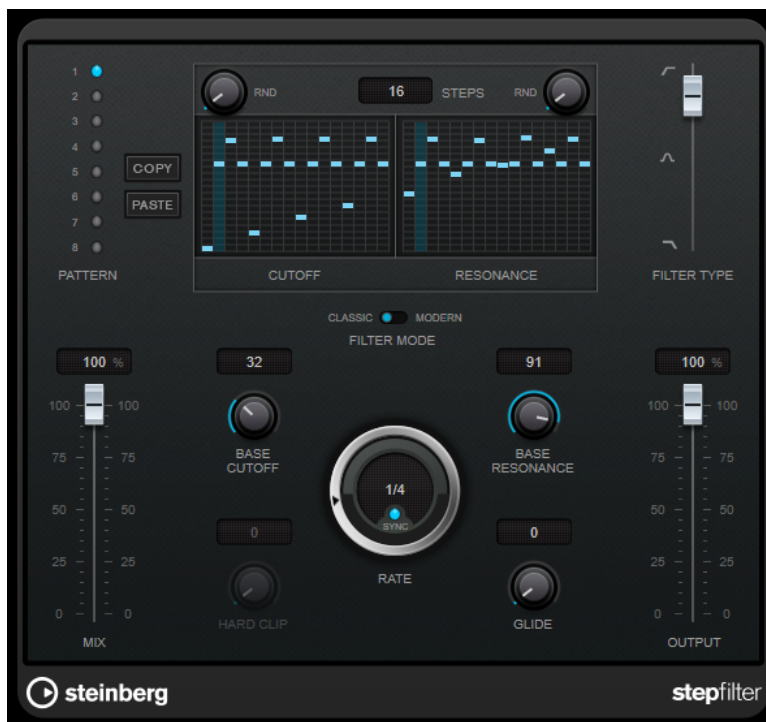 1
2
3
4
5
6
7
8
PATTERN
COPY
PASTE
RND
16
STEPS
RND
CUTOFF
RESONANCE
FILTER TYPE
CLASSIC
MODERN
FILTER MODE
100 %
32
91
100 %
100
100
75
75
50
50
25
25
0
0
MIX
BASE
CUTOFF
0
HARD CLIP
1/4
SYNC
RATE
BASE
RESONANCE
0
GLIDE
100
100
75
75
50
50
25
25
0
0
OUTPUT
steinberg
stepfilter